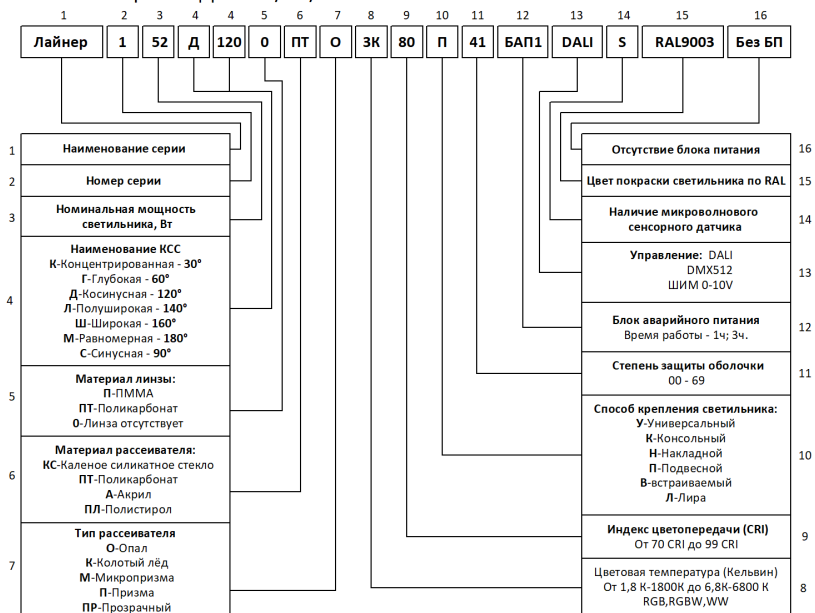 1 2 3 4 4 5 6 7 8 9 10 11 12 13 14 15 16
Лайнер 1 52 Д 120 0 ПТ О 3К 80 П 41 БАП1 DALI S RAL9003 Без БП
1 Наименование серии
2 Номер серии
3 Номинальная мощность
светильника, Вт
4 Наименование КСС
К-Концентрированная - 30°
Г-Глубокая - 60°
Д-Косинусная - 120°
Л-Полуширокая - 140°
Ш-Широкая - 160°
М-Равномерная - 180°
С-Синусная - 90°
5 Материал линзы:
П-ПММА
ПТ-Поликарбонат
0-Линза отсутствует
6 Материал рассеивателя:
КС-Каленое силикатное стекло
ПТ-Поликарбонат
А-Акрил
ПЛ-Полистирол
7 Тип рассеивателя
О-Опал
К-Колотый лёд
М-Микропризма
П-Призма
ПР-Прозрачный
Отсутствие блока питания 16
Цвет покраски светильника по RAL 15
Наличие микроволнового
сенсорного датчика 14
Управление: DALI
DMX512
ШИМ 0-10V 13
Блок аварийного питания
Время работы - 1ч; 3ч. 12
Степень защиты оболочки
00 - 69 11
Способ крепления светильника:
У-Универсальный
К-Консольный
Н-Накладной
П-Подвесной
В-встраиваемый
Л-Лира 10
Индекс цветопередачи (CRI)
От 70 CRI до 99 CRI 9
Цветовая температура (Кельвин)
От 1,8 К-1800К до 6,8К-6800 К
RGB,RGBW,WW 8